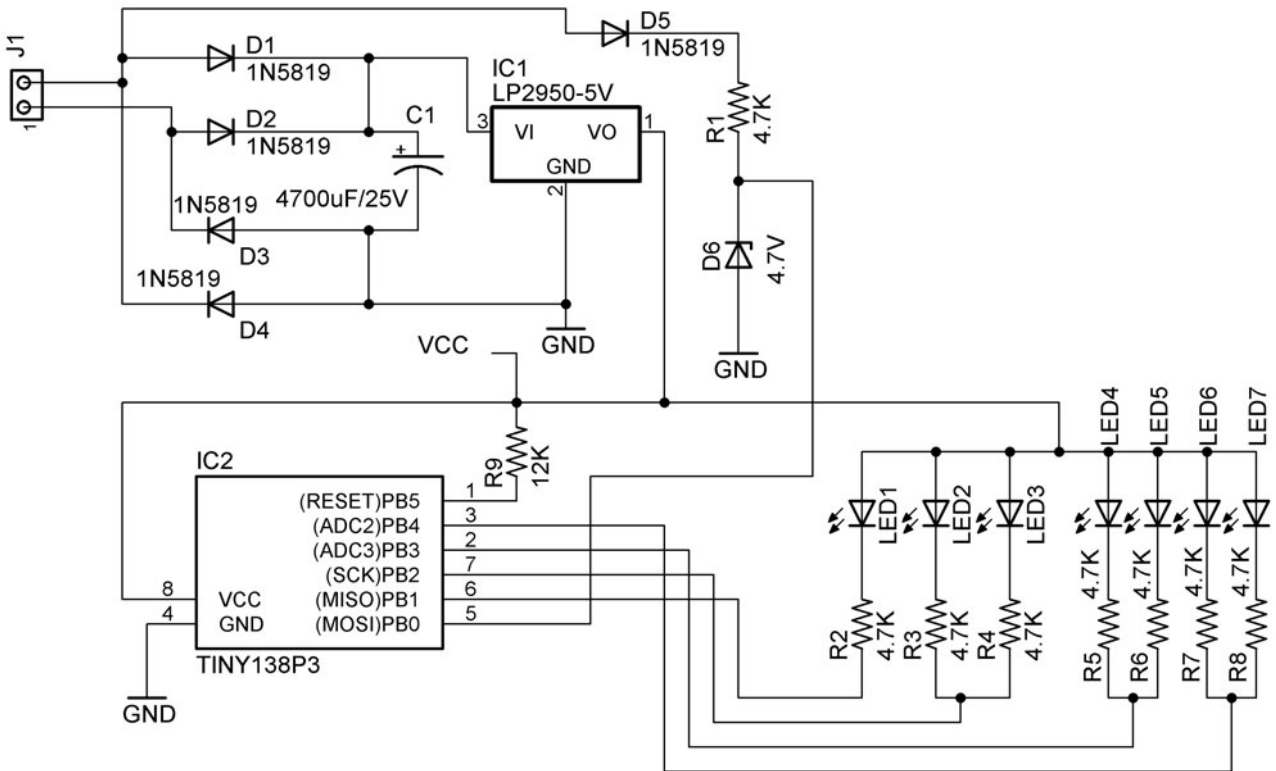 J1
1
D1
1N5819
D2
1N5819
C1
+
4700uF/25V
1N5819
D3
1N5819
D4
IC1
LP2950-5V
3
VI
VO
1
GND
2
GND
D5
1N5819
R1
4.7K
D6
4.7V
GND
VCC
R9
12K
IC2
(RESET)PB5
1
(ADC2)PB4
3
(ADC3)PB3
2
(SCK)PB2
7
(MISO)PB1
6
(MOSI)PB0
5
8
VCC
4
GND
TINY138P3
GND
LED1
LED2
LED3
LED4
LED5
LED6
LED7
R2
4.7K
R3
4.7K
R4
4.7K
R5
4.7K
R6
4.7K
R7
4.7K
R8
4.7K